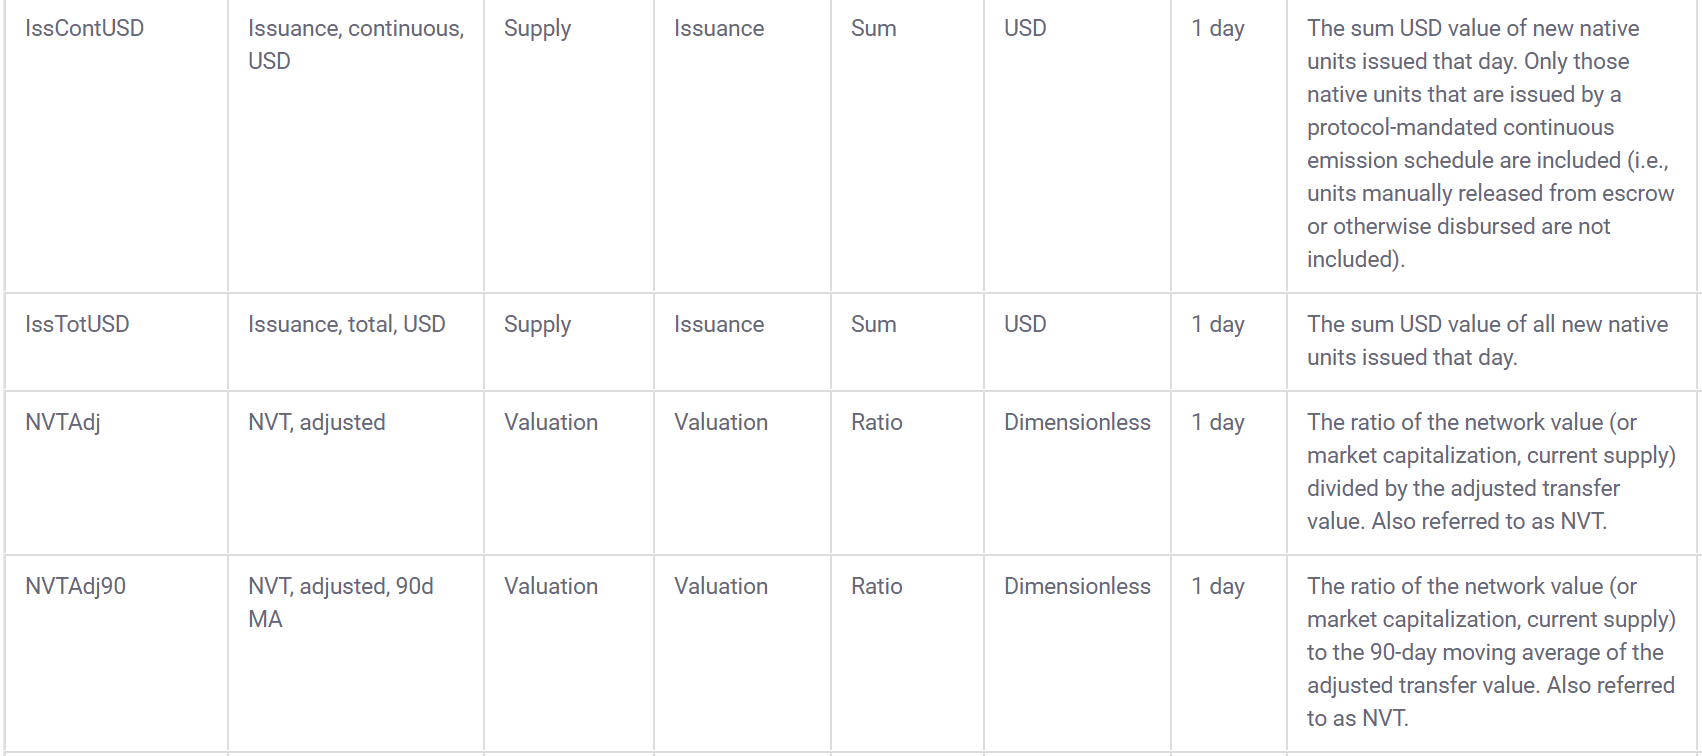 IssContUSD
Issuance, continuous,
USD
Supply
Issuance
Sum
USD
1 day
The sum USD value of new native
units issued that day. Only those
native units that are issued by a
protocol-mandated continuous
emission schedule are included (i.e.,
units manually released from escrow
or otherwise disbursed are not
included).
IssTotUSD
Issuance, total, USD
Supply
Issuance
Sum
USD
1 day
The sum USD value of all new native
units issued that day.
NVTAdj
NVT, adjusted
Valuation
Valuation
Ratio
Dimensionless
1 day
The ratio of the network value (or
market capitalization, current supply)
divided by the adjusted transfer
value. Also referred to as NVT.
NVTAdj90
NVT, adjusted, 90d
MA
Valuation
Valuation
Ratio
Dimensionless
1 day
The ratio of the network value (or
market capitalization, current supply)
to the 90-day moving average of the
adjusted transfer value. Also referred
to as NVT.